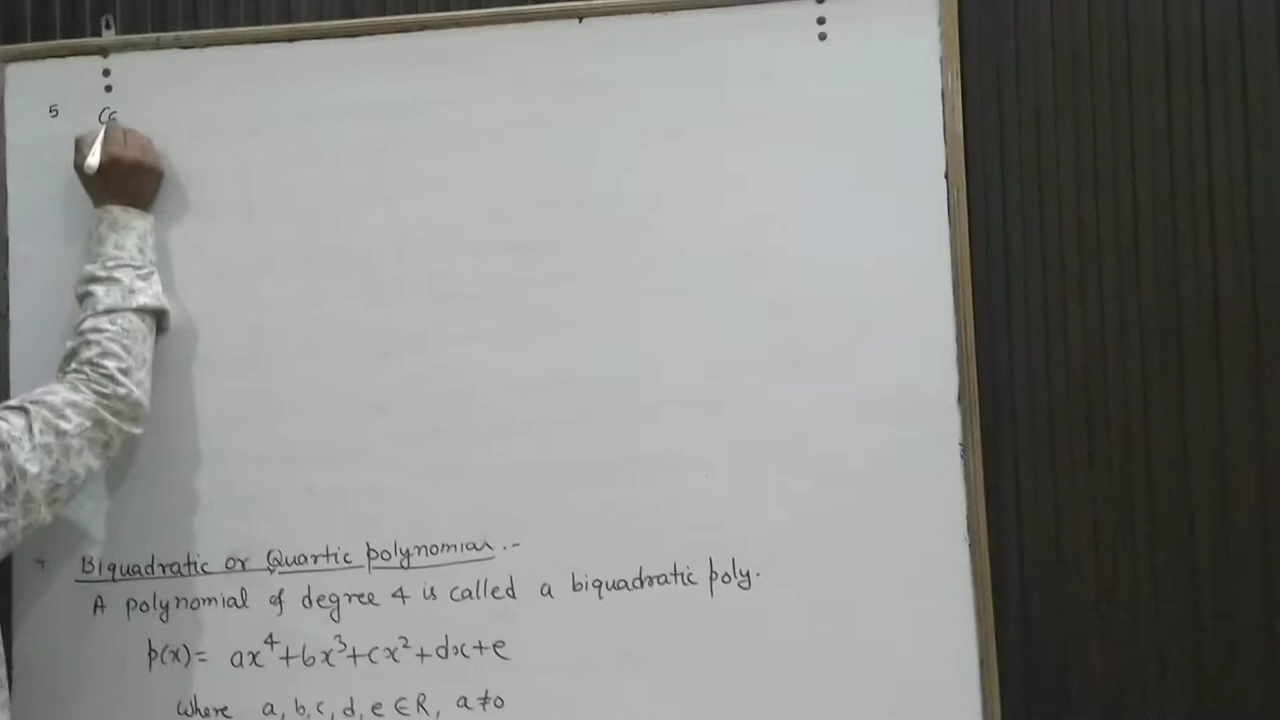 5 Co
Biquadratic or Quartic polynomial :-
A polynomial of degree 4 is called a biquadratic poly.
p(x) = ax⁴+bx³+cx²+dx+e
where a, b, c, d, e ∈ R, a ≠ 0